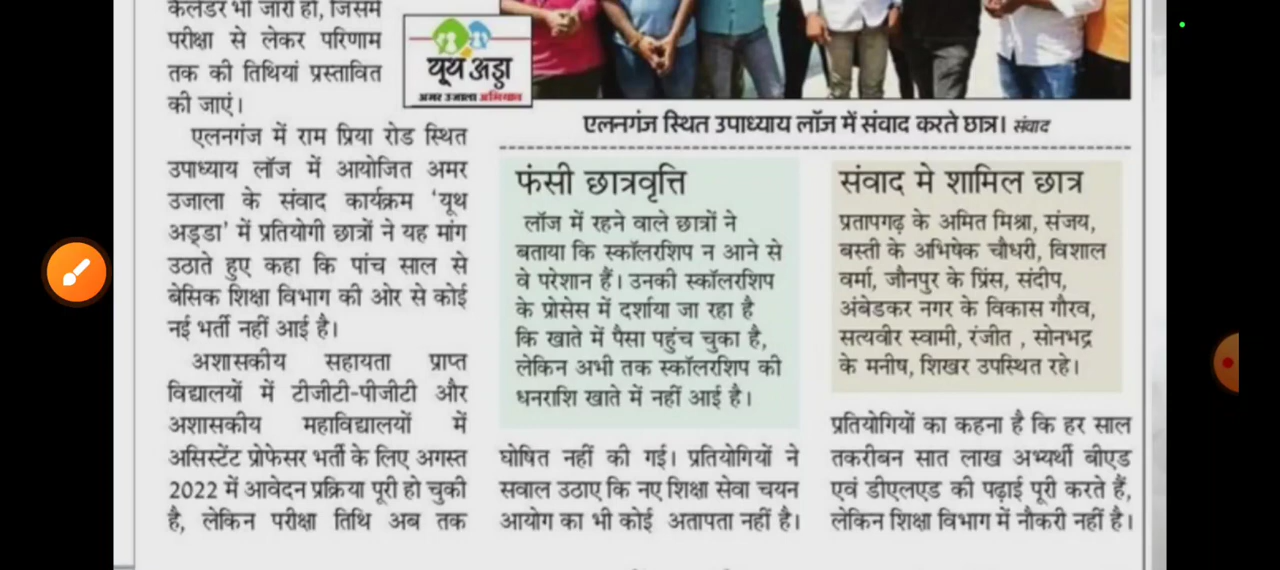 कैलेंडर भी जारी हो, जिसमें
परीक्षा से लेकर परिणाम
तक की तिथियां प्रस्तावित
की जाएं।
एलनगंज में राम प्रिया रोड स्थित
उपाध्याय लॉज में आयोजित अमर
उजाला के संवाद कार्यक्रम ‘यूथ
अड्डा’ में प्रतियोगी छात्रों ने यह मांग
उठाते हुए कहा कि पांच साल से
बेसिक शिक्षा विभाग की ओर से कोई
नई भर्ती नहीं आई है।
अशासकीय सहायता प्राप्त
विद्यालयों में टीजीटी-पीजीटी और
अशासकीय महाविद्यालयों में
असिस्टेंट प्रोफेसर भर्ती के लिए अगस्त
2022 में आवेदन प्रक्रिया पूरी हो चुकी
है, लेकिन परीक्षा तिथि अब तक
यूथ अड्डा
अमर उजाला अभियान
एलनगंज स्थित उपाध्याय लॉज में संवाद करते छात्र। संवाद
फंसी छात्रवृत्ति
लॉज में रहने वाले छात्रों ने
बताया कि स्कॉलरशिप न आने से
वे परेशान हैं। उनकी स्कॉलरशिप
के प्रोसेस में दर्शाया जा रहा है
कि खाते में पैसा पहुंच चुका है,
लेकिन अभी तक स्कॉलरशिप की
धनराशि खाते में नहीं आई है।
घोषित नहीं की गई। प्रतियोगियों ने
सवाल उठाए कि नए शिक्षा सेवा चयन
आयोग का भी कोई अतापता नहीं है।
संवाद मे शामिल छात्र
प्रतापगढ़ के अमित मिश्रा, संजय,
बस्ती के अभिषेक चौधरी, विशाल
वर्मा, जौनपुर के प्रिंस, संदीप,
अंबेडकर नगर के विकास गौरव,
सत्यवीर स्वामी, रंजीत , सोनभद्र
के मनीष, शिखर उपस्थित रहे।
प्रतियोगियों का कहना है कि हर साल
तकरीबन सात लाख अभ्यर्थी बीएड
एवं डीएलएड की पढ़ाई पूरी करते हैं,
लेकिन शिक्षा विभाग में नौकरी नहीं है।